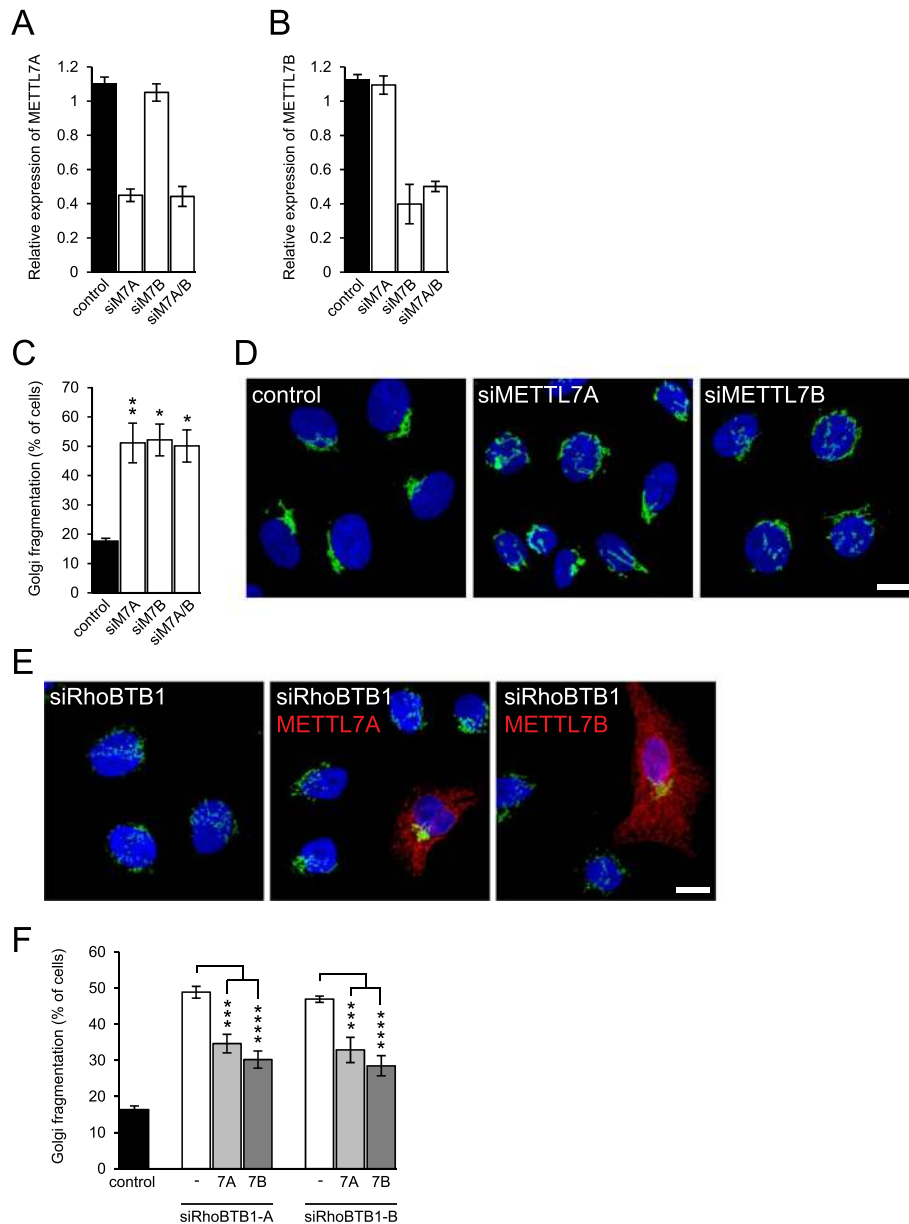 A
Relative expression of METTL7A
1.2
1
0.8
0.6
0.4
0.2
0
control
siM7A
siM7B
siM7A/B
B
Relative expression of METTL7B
1.2
1
0.8
0.6
0.4
0.2
0
control
siM7A
siM7B
siM7A/B
C
Golgi fragmentation (% of cells)
70
60
50
40
30
20
10
0
**
*
*
control
siM7A
siM7B
siM7A/B
D
control
siMETTL7A
siMETTL7B
E
siRhoBTB1
siRhoBTB1
METTL7A
siRhoBTB1
METTL7B
F
Golgi fragmentation (% of cells)
60
50
40
30
20
10
0
***
****
***
****
control
- 7A 7B
- 7A 7B
siRhoBTB1-A
siRhoBTB1-B